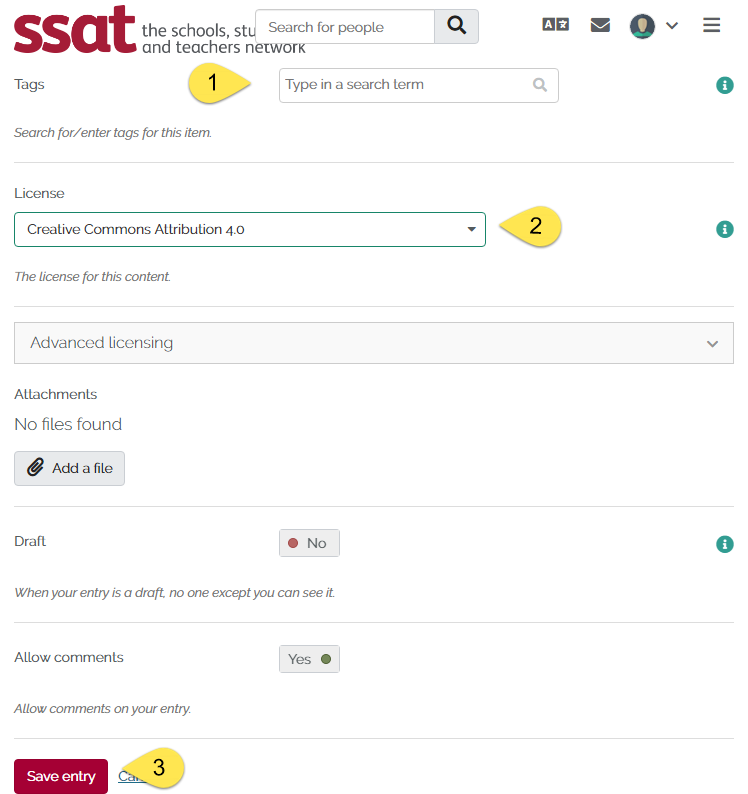 ssat the schools, stu
and teachers network
Search for people
A
Tags
1
Type in a search term
Search for/enter tags for this item.
License
Creative Commons Attribution 4.0
2
The license for this content.
Advanced licensing
Attachments
No files found
Add a file
Draft
No
When your entry is a draft, no one except you can see it.
Allow comments
Yes
Allow comments on your entry.
Save entry
3